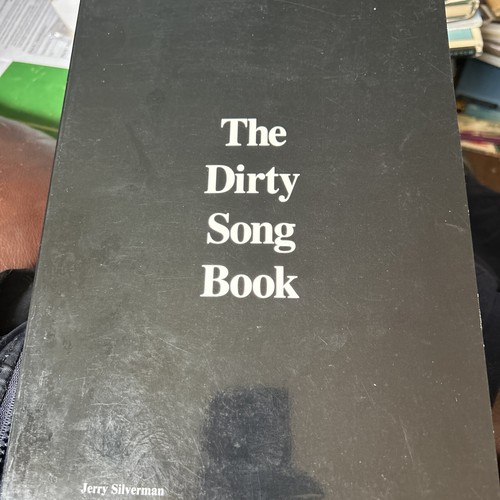 The
Dirty
Song
Book
Jerry Silverman